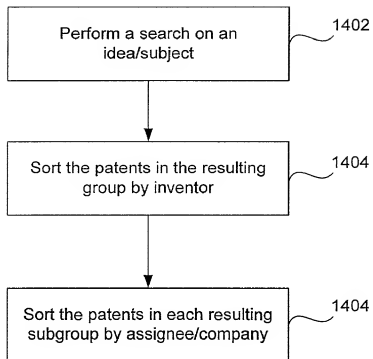 Perform a search on an
idea/subject
1402
Sort the patents in the resulting
group by inventor
1404
Sort the patents in each resulting
subgroup by assignee/company
1404